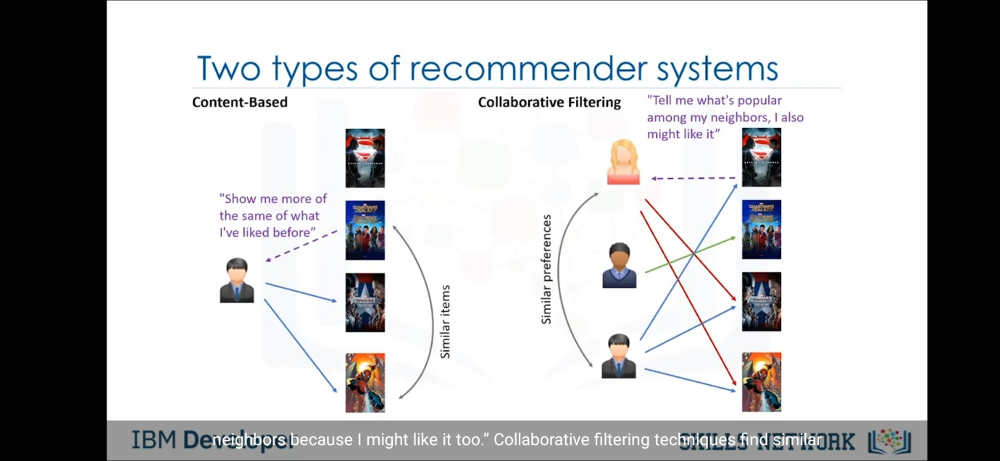 Two types of recommender systems
Content-Based
Collaborative Filtering
"Tell me what's popular
among my neighbors, I also
might like it”
"Show me more of
the same of what
I've liked before”
Similar items
Similar preferences
GUARDIANS
GALAXY
IBM Developer
SKILLS NETWORK
neighbors because I might like it too.” Collaborative filtering techniques find similar